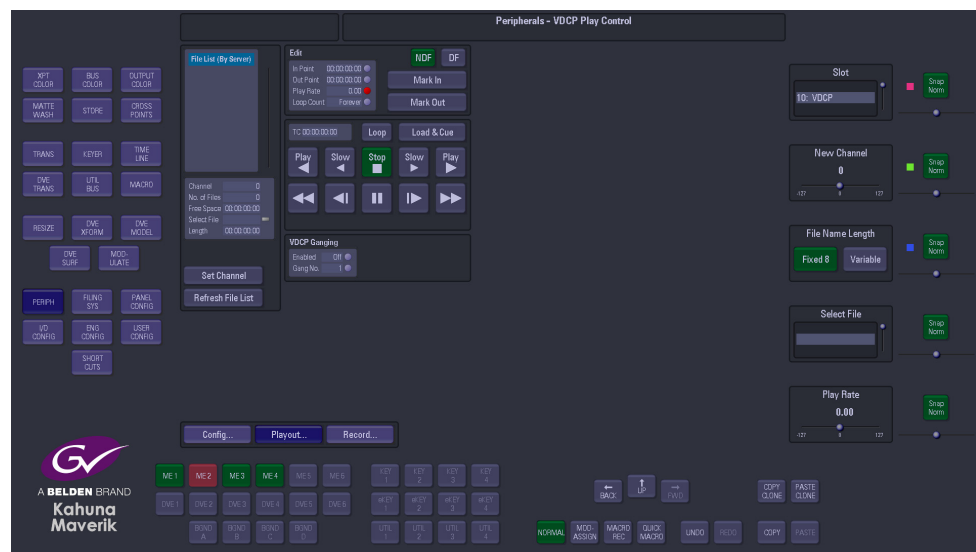 Peripherals - VDCP Play Control
XPT COLOR
BUS COLOR
OUTPUT COLOR
MATTE WASH
STORE
CROSS POINTS
TRANS
KEYER
TIME LINE
DVE TRANS
UTIL BUS
MACRO
RESIZE
DVE XFORM
DVE MODEL
DVE SURF
MOD- ULATE
PERIPH
FILING SYS
PANEL CONFIG
I/O CONFIG
ENG CONFIG
USER CONFIG
SHORT CUTS
File List (By Server)
Channel 0
No. of Files 0
Free Space 00:00:00:00
Select File
Length 00:00:00:00
Set Channel
Refresh File List
Edit
NDF
DF
In Point 00:00:00:00
Out Point 00:00:00:00
Play Rate 0.00
Loop Count Forever
Mark In
Mark Out
TC 00:00:00:00
Loop
Load & Cue
Play
Slow
Stop
Slow
Play
VDCP Ganging
Enabled Off
Gang No. 1
Slot
10: VDCP
Snap Norm
New Channel
0
-127 0 127
Snap Norm
File Name Length
Fixed 8
Variable
Snap Norm
Select File
Snap Norm
Play Rate
0.00
-127 0 127
Snap Norm
Config...
Playout...
Record...
GV
A BELDEN BRAND
Kahuna
Maverik
ME 1
ME 2
ME 3
ME 4
ME 5
ME 6
KEY 1
KEY 2
KEY 3
KEY 4
DVE 1
DVE 2
DVE 3
DVE 4
DVE 5
DVE 6
eKEY 1
eKEY 2
eKEY 3
eKEY 4
BGND A
BGND B
BGND C
BGND D
UTIL 1
UTIL 2
UTIL 3
UTIL 4
BACK
UP
FWD
COPY CLONE
PASTE CLONE
NORMAL
MOD- ASSIGN
MACRO REC
QUICK MACRO
UNDO
REDO
COPY
PASTE